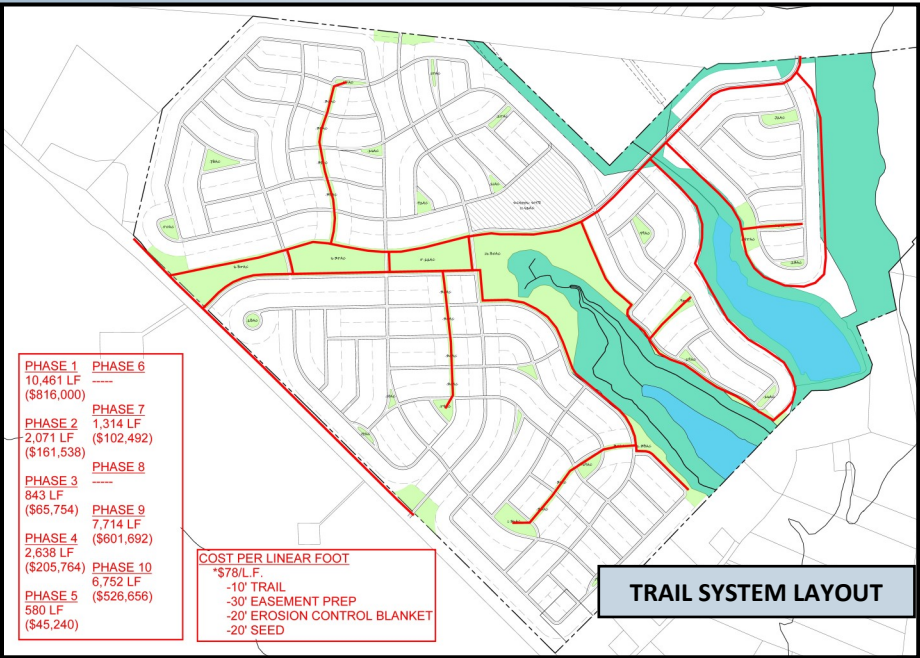 SCHOOL SITE
PHASE 1
10,461 LF
($816,000)
PHASE 2
2,071 LF
($161,538)
PHASE 3
843 LF
($65,754)
PHASE 4
2,638 LF
($205,764)
PHASE 5
580 LF
($45,240)
PHASE 6
-----
PHASE 7
1,314 LF
($102,492)
PHASE 8
-----
PHASE 9
7,714 LF
($601,692)
PHASE 10
6,752 LF
($526,656)
COST PER LINEAR FOOT
*$78/L.F.
-10' TRAIL
-30' EASEMENT PREP
-20' EROSION CONTROL BLANKET
-20' SEED
TRAIL SYSTEM LAYOUT